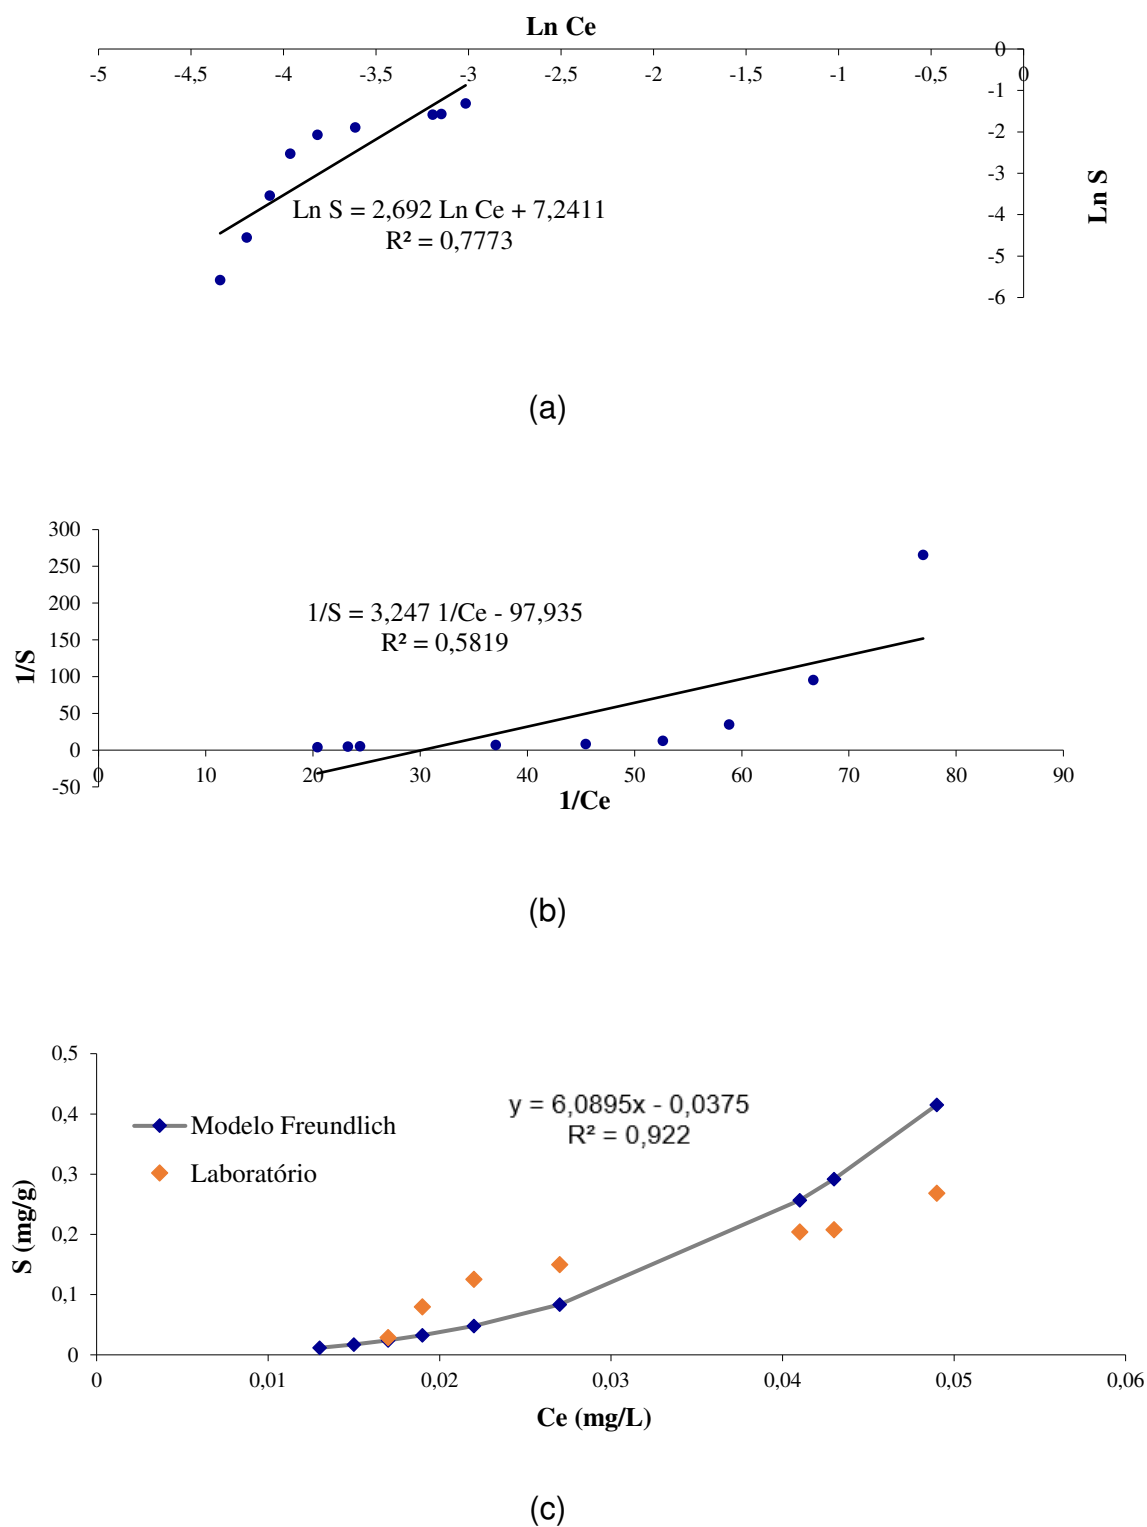 Ln Ce
-5 -4,5 -4 -3,5 -3 -2,5 -2 -1,5 -1 -0,5 0
0
-1
-2
-3
-4
-5
-6
Ln S
Ln S = 2,692 Ln Ce + 7,2411
R² = 0,7773
(a)
300
250
200
150
100
50
0
-50
1/S
1/S = 3,247 1/Ce - 97,935
R² = 0,5819
0 10 20 30 40 50 60 70 80 90
1/Ce
(b)
0,5
0,4
0,3
0,2
0,1
0
S (mg/g)
y = 6,0895x - 0,0375
R² = 0,922
Modelo Freundlich
Laboratório
0 0,01 0,02 0,03 0,04 0,05 0,06
Ce (mg/L)
(c)